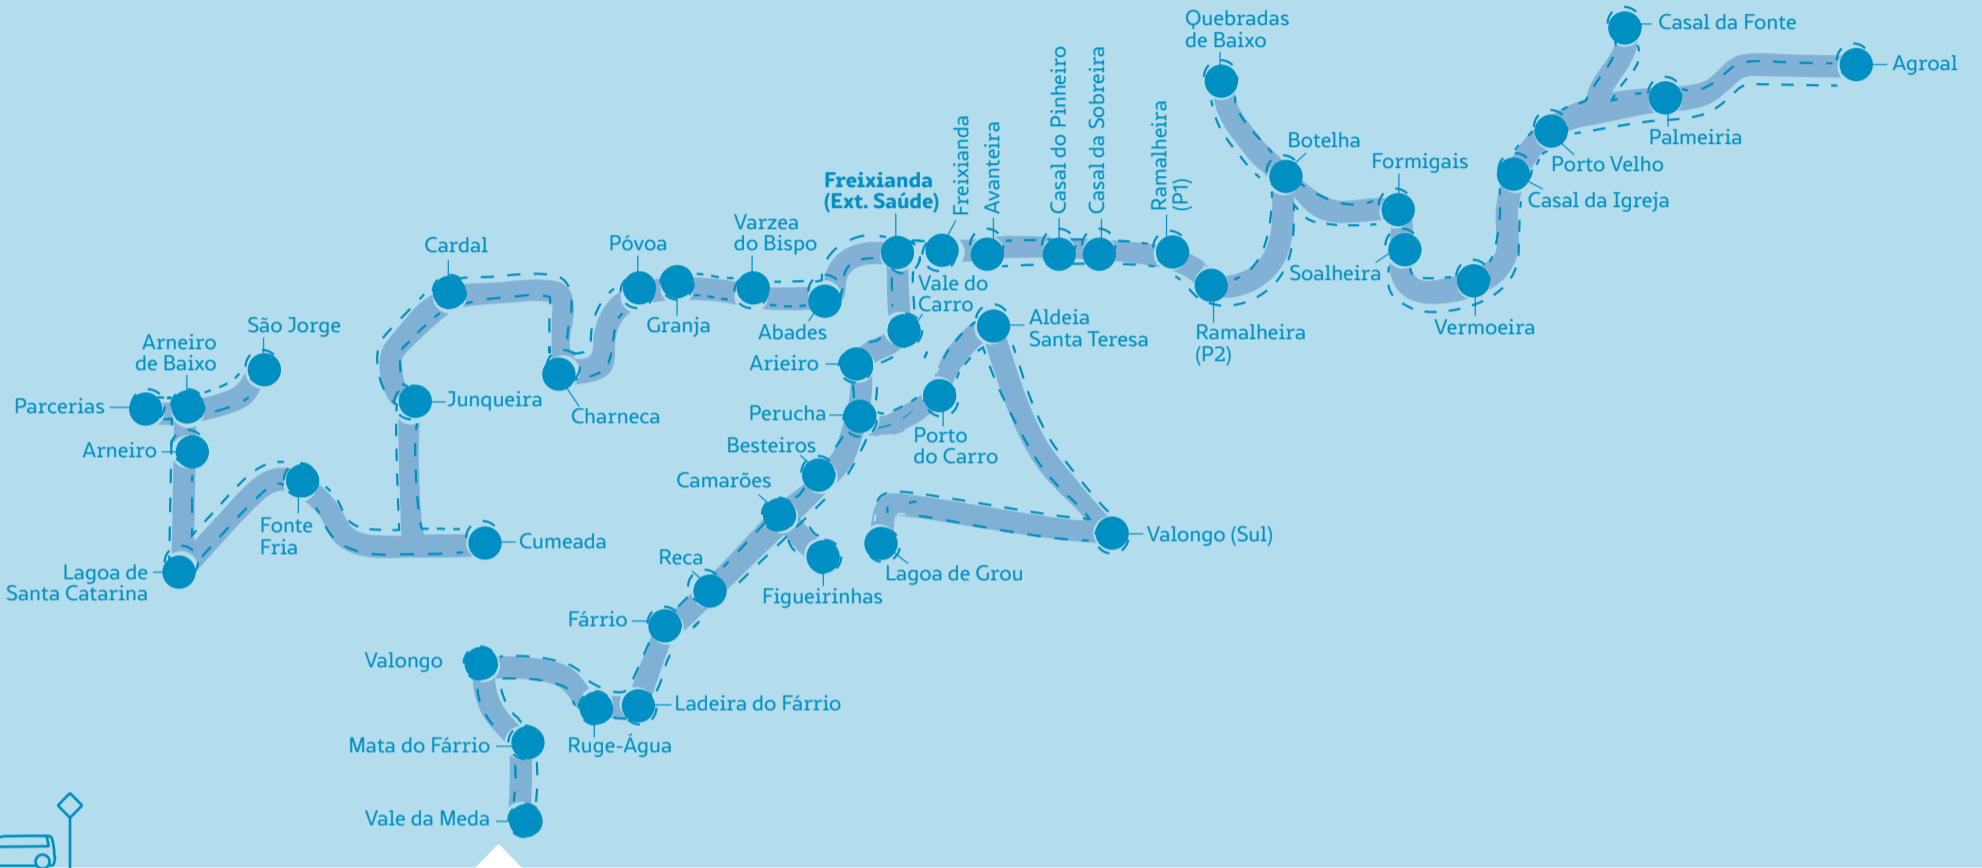 Quebradas
de Baixo
Casal da Fonte
Agoral
Casal do Pinheiro
Casal da Sobreira
Ramalheira
(P1)
Freixianda
Avanteira
Botelha
Palmeiria
Formigais
Porto Velho
Casal da Igreja
Freixianda
(Ext. Saúde)
Varzea
do Bispo
Póvoa
Cardal
Soalheira
Vale do
Carro
Aldeia
Santa Teresa
Granja
Abades
Vermoeira
Ramalheira
(P2)
São Jorge
Arneiro
de Baixo
Arieiro
Parcerias
Junqueira
Charneca
Perucha
Porto
do Carro
Besteiros
Arneiro
Camarões
Fonte
Fria
Cumeada
Valongo (Sul)
Reca
Lagoa de
Santa Catarina
Lagoa de Grou
Figueirinhas
Fárrio
Valongo
Ladeira do Fárrio
Mata do Fárrio
Ruge-Água
Vale da Meda